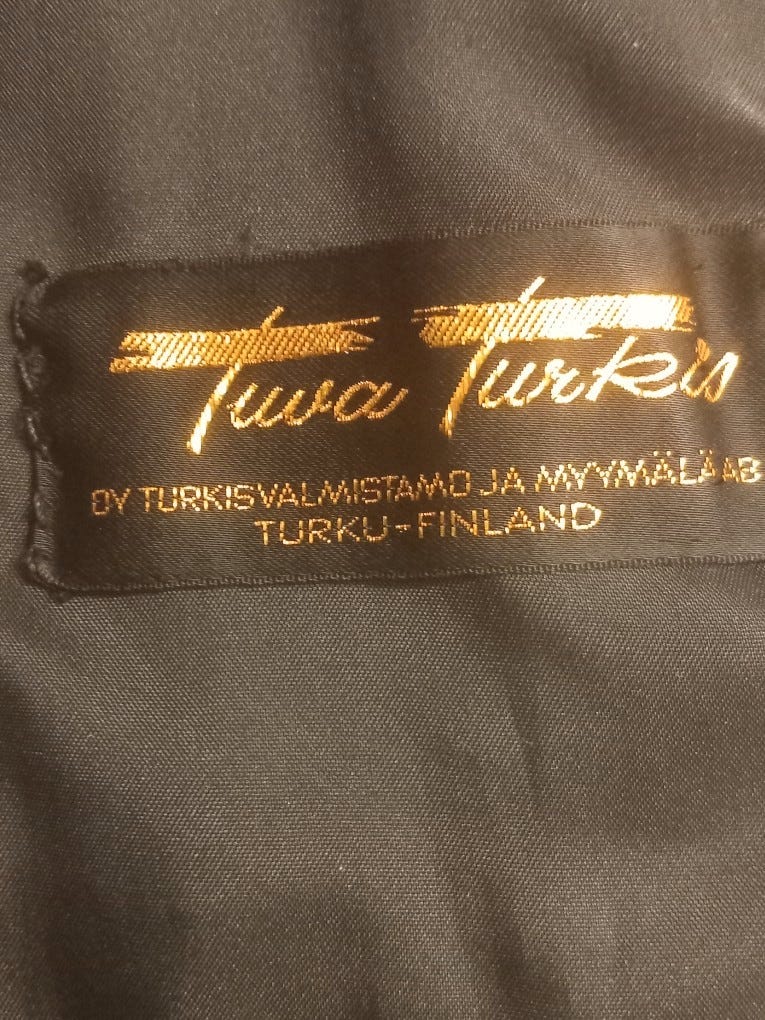 Tuva Turkis
OY TURKISVALMISTAMO JA MYYMÄLÄ AB
TURKU-FINLAND